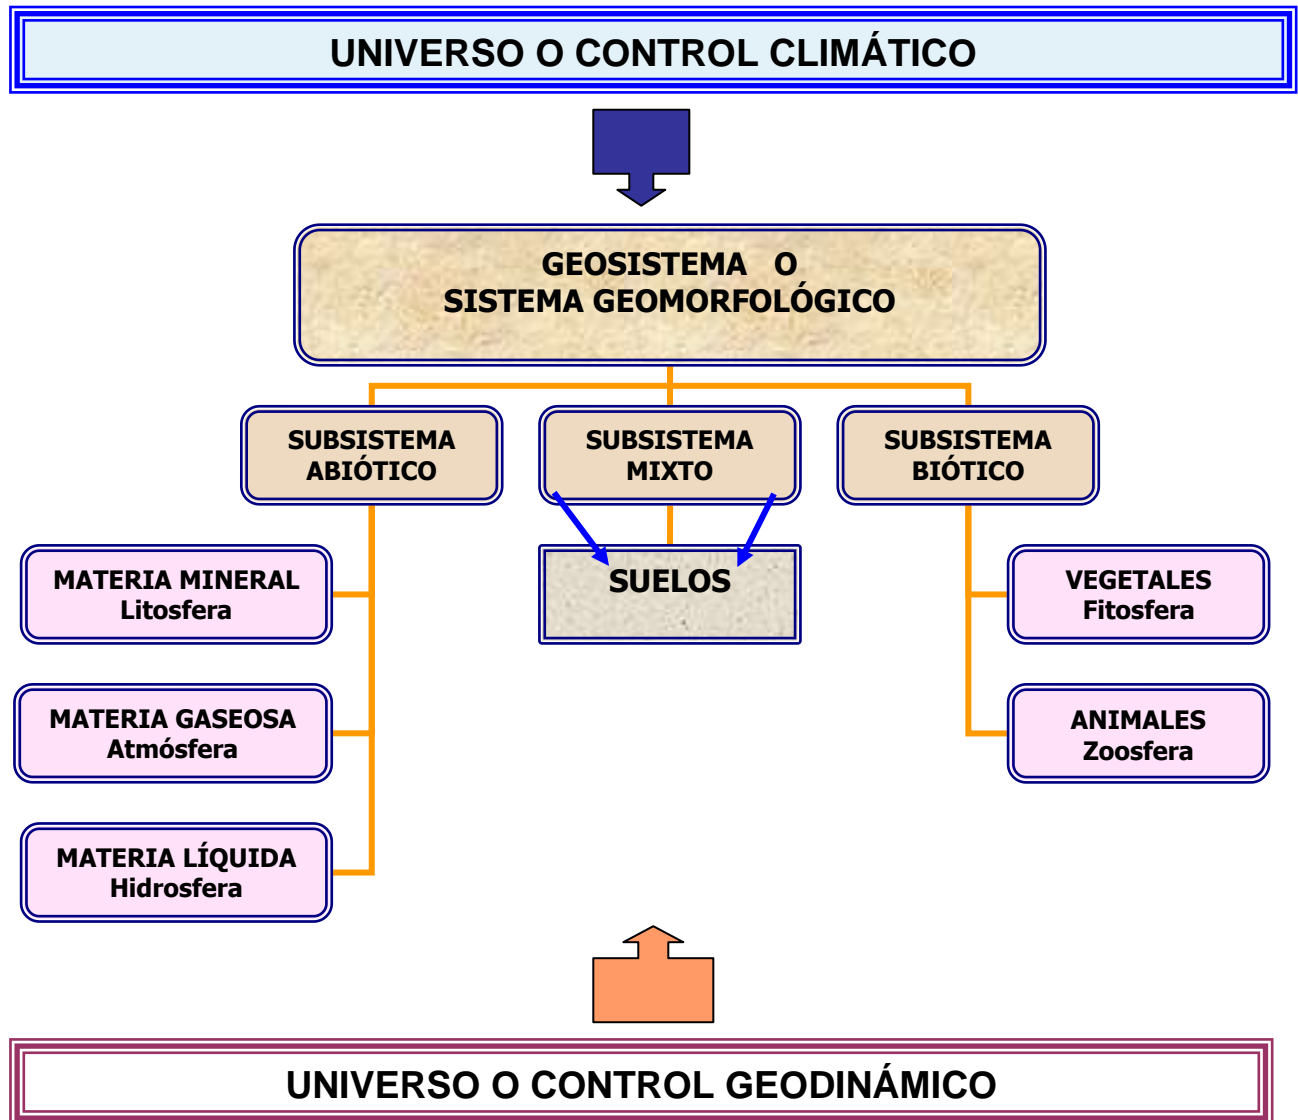 UNIVERSO O CONTROL CLIMÁTICO
GEOSISTEMA O
SISTEMA GEOMORFOLÓGICO
SUBSISTEMA
ABIÓTICO
SUBSISTEMA
MIXTO
SUBSISTEMA
BIÓTICO
MATERIA MINERAL
Litosfera
SUELOS
VEGETALES
Fitosfera
MATERIA GASEOSA
Atmósfera
ANIMALES
Zoosfera
MATERIA LÍQUIDA
Hidrosfera
UNIVERSO O CONTROL GEODINÁMICO